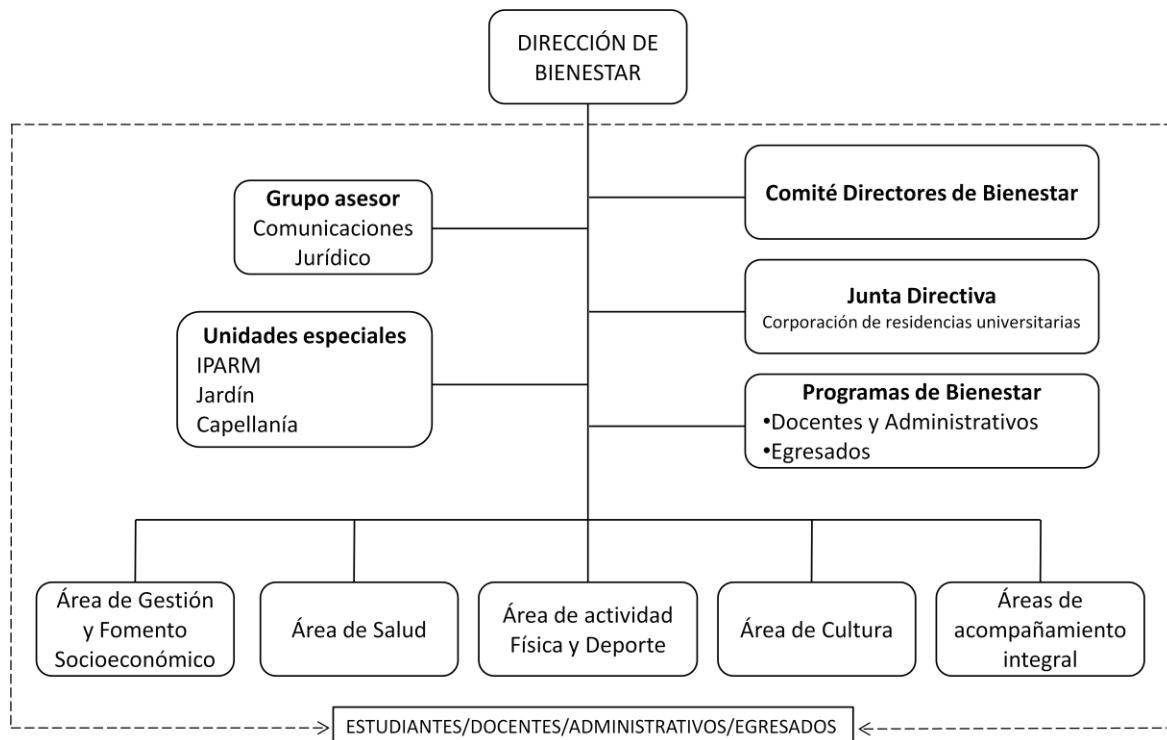 DIRECCIÓN DE
BIENESTAR
Grupo asesor
Comunicaciones
Jurídico
Comité Directores de Bienestar
Junta Directiva
Corporación de residencias universitarias
Unidades especiales
IPARM
Jardín
Capellanía
Programas de Bienestar
•Docentes y Administrativos
•Egresados
Área de Gestión
y Fomento
Socioeconómico
Área de Salud
Área de actividad
Física y Deporte
Área de Cultura
Áreas de
acompañamiento
integral
ESTUDIANTES/DOCENTES/ADMINISTRATIVOS/EGRESADOS